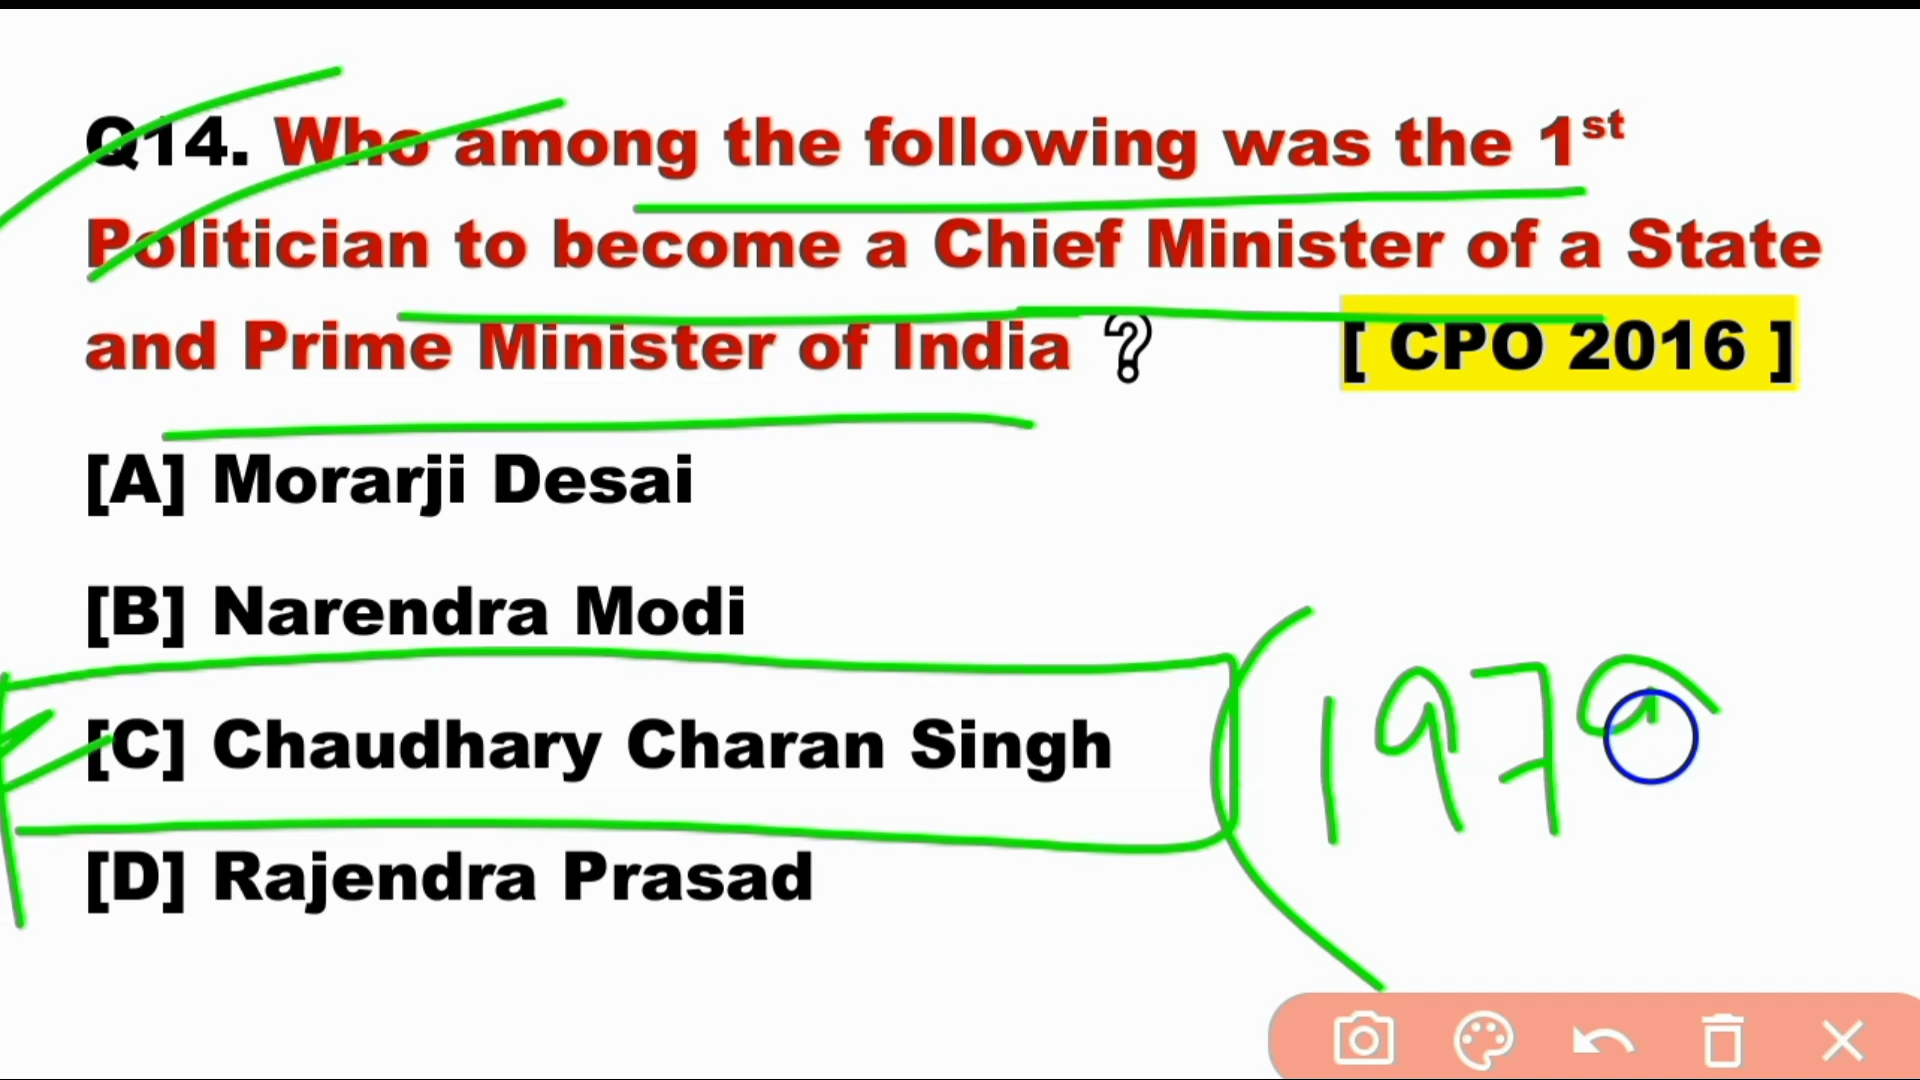 Q14. Who among the following was the 1st
Politician to become a Chief Minister of a State
and Prime Minister of India ? [ CPO 2016 ]
[A] Morarji Desai
[B] Narendra Modi
[C] Chaudhary Charan Singh
[D] Rajendra Prasad
(1979